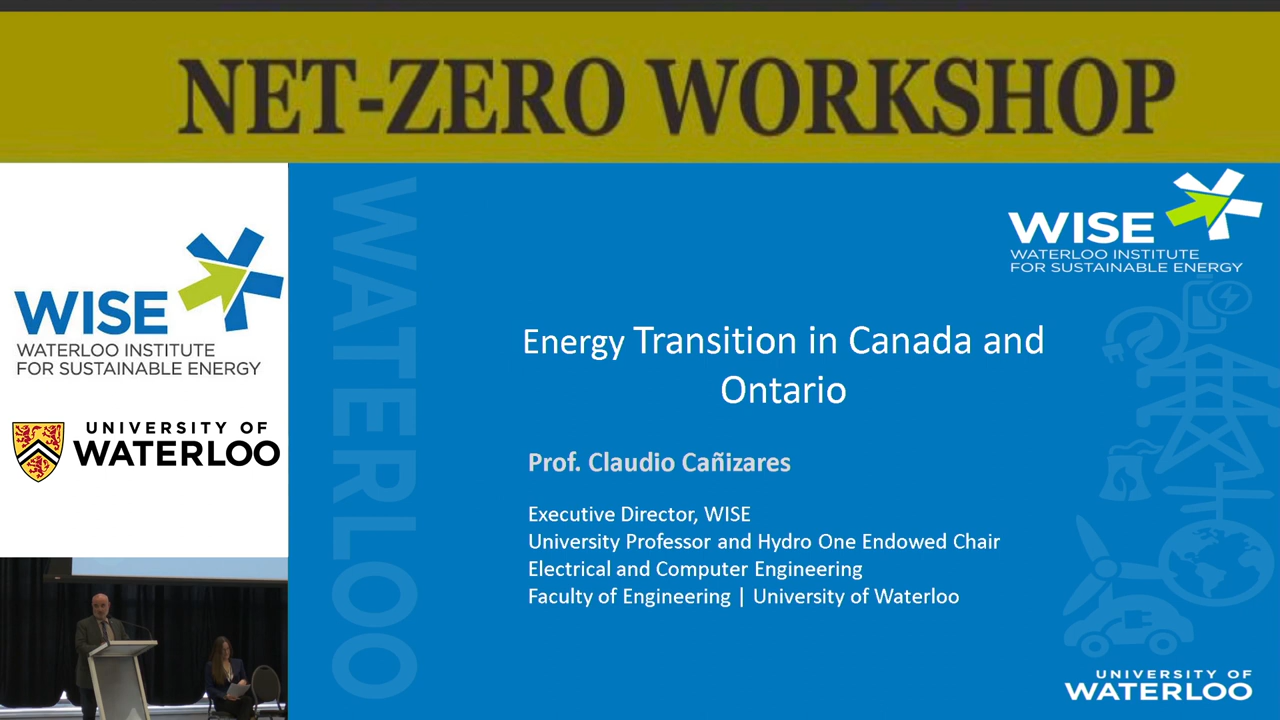 NET-ZERO WORKSHOP
WISE
WATERLOO INSTITUTE
FOR SUSTAINABLE ENERGY
UNIVERSITY OF
WATERLOO
WATERLOO
WISE
WATERLOO INSTITUTE
FOR SUSTAINABLE ENERGY
Energy Transition in Canada and
Ontario
Prof. Claudio Cañizares
Executive Director, WISE
University Professor and Hydro One Endowed Chair
Electrical and Computer Engineering
Faculty of Engineering | University of Waterloo
UNIVERSITY OF
WATERLOO